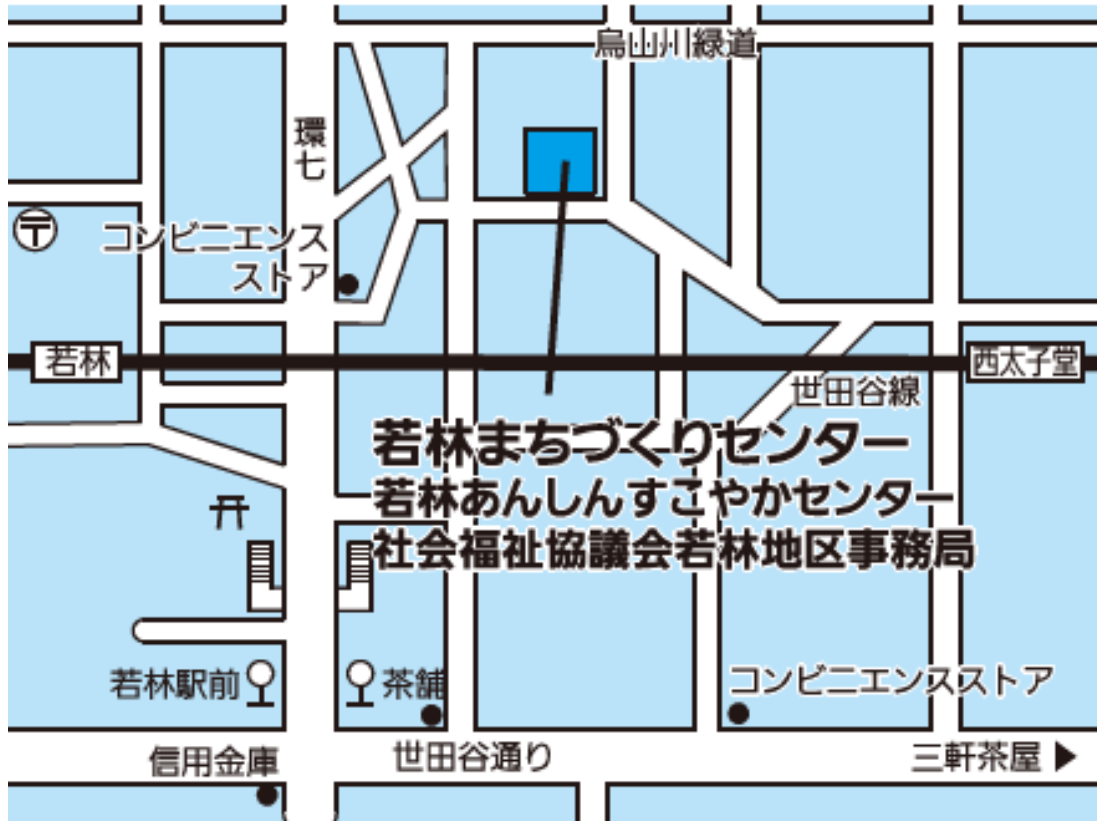 烏山川緑道
環七
〒
コンビニエンス
ストア
若林
西太子堂
世田谷線
若林まちづくりセンター
若林あんしんすこやかセンター
社会福祉協議会若林地区事務局
若林駅前
茶舗
コンビニエンスストア
信用金庫
世田谷通り
三軒茶屋 ▶